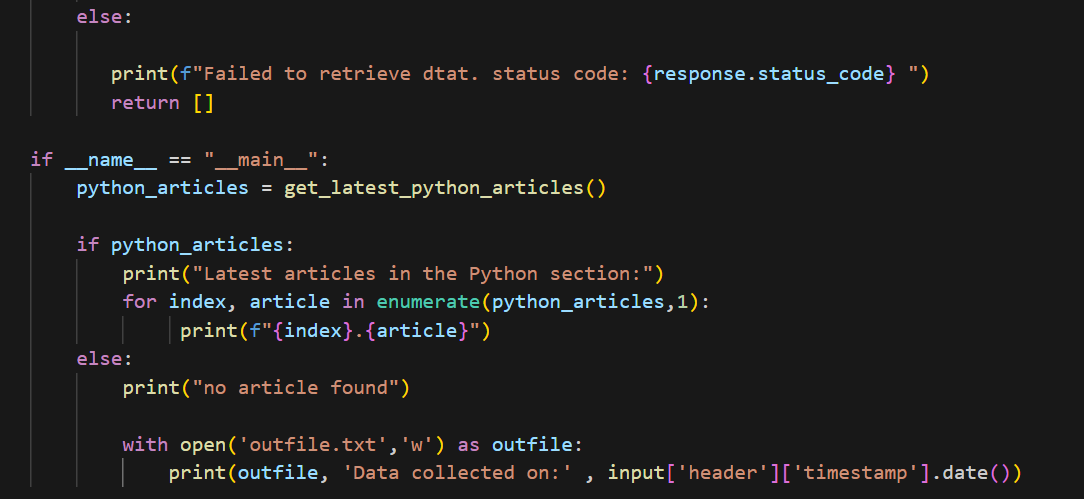 else:
print(f"Failed to retrieve dtat. status code: {response.status_code} ")
return []
if __name__ == "__main__":
python_articles = get_latest_python_articles()
if python_articles:
print("Latest articles in the Python section:")
for index, article in enumerate(python_articles,1):
print(f"{index}.{article}")
else:
print("no article found")
with open('outfile.txt','w') as outfile:
print(outfile, 'Data collected on:' , input['header']['timestamp'].date())